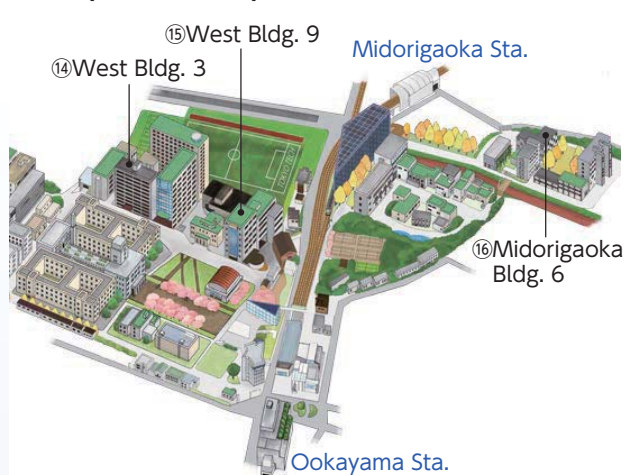 ⑮West Bldg. 9
Midorigaoka Sta.
⑭West Bldg. 3
⑯Midorigaoka
Bldg. 6
Ookayama Sta.